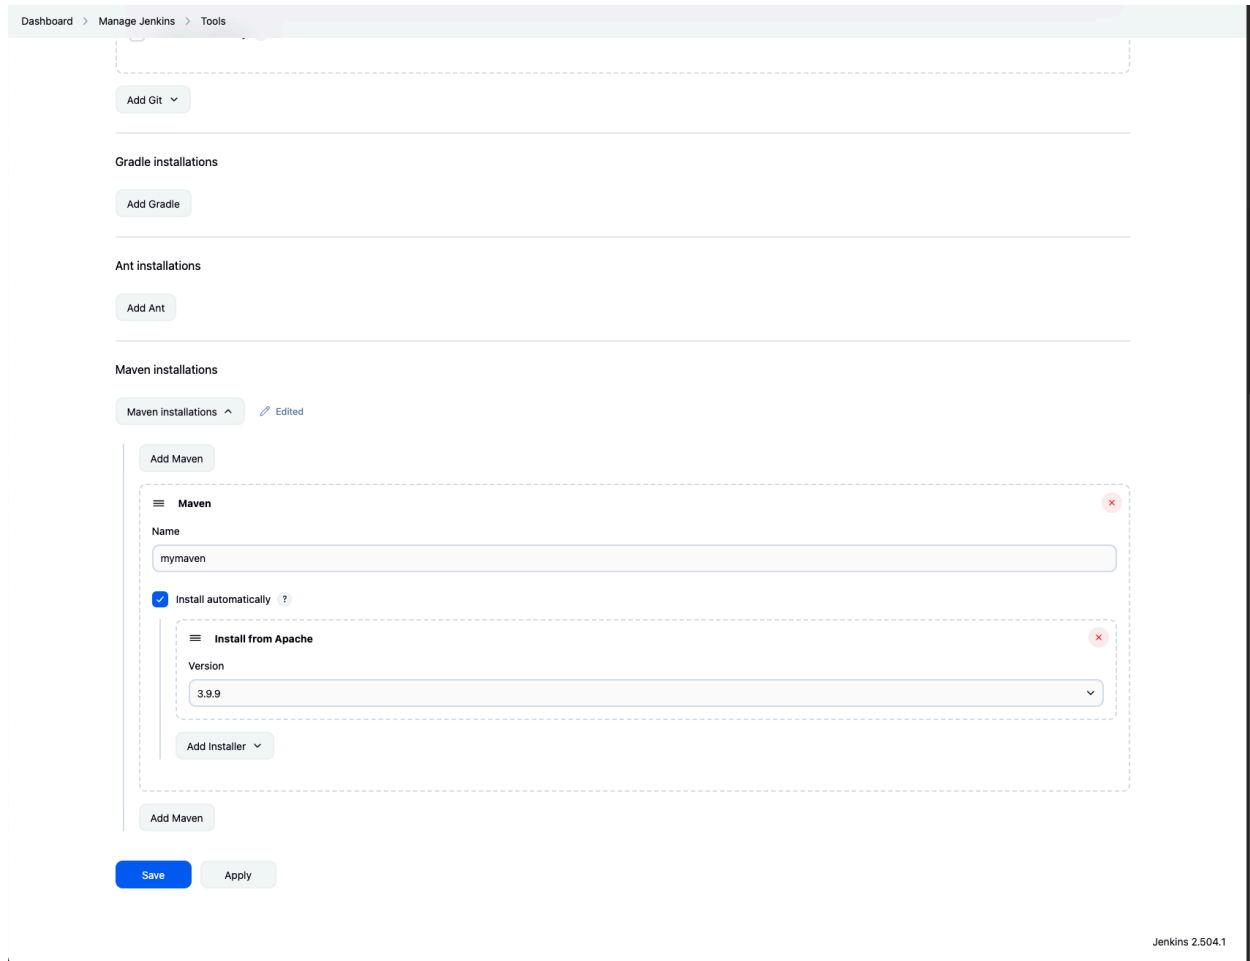 Dashboard > Manage Jenkins > Tools
Add Git
Gradle installations
Add Gradle
Ant installations
Add Ant
Maven installations
Maven installations Edited
Add Maven
Maven
Name
mymaven
Install automatically ?
Install from Apache
Version
3.9.9
Add Installer
Add Maven
Save Apply
Jenkins 2.504.1